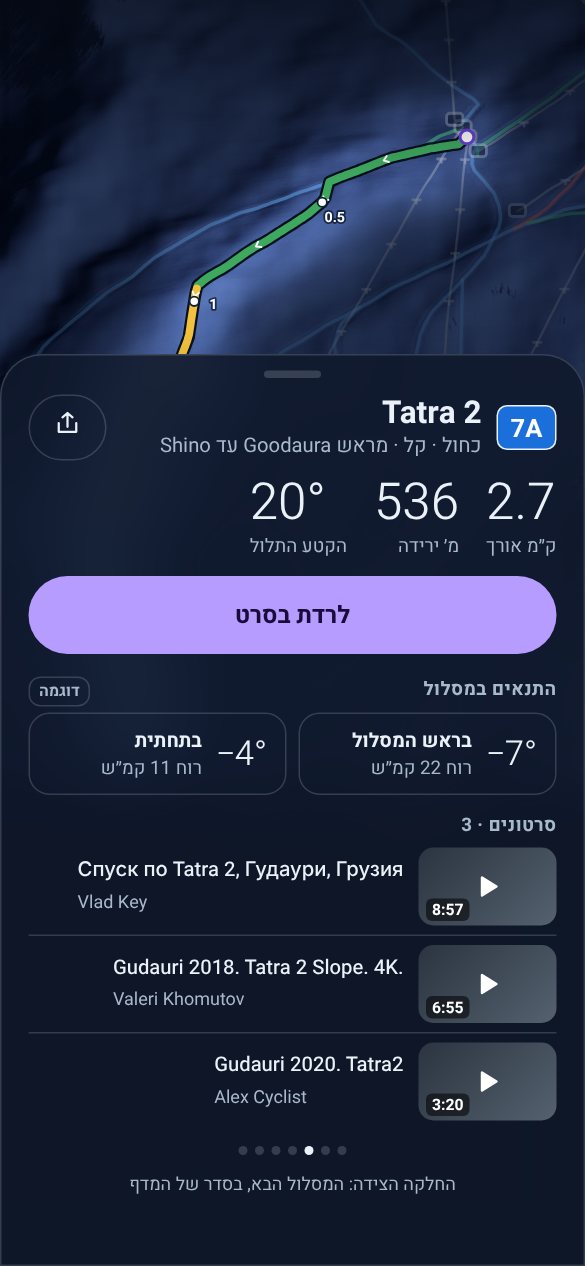 0.5
1
7A
Tatra 2
כחול · קל · מראש Goodaura עד Shino
2.7
ק״מ אורך
536
מ׳ ירידה
20°
הקטע התלול
לרדת בסרט
התנאים במסלול
דוגמה
−7°
בראש המסלול
רוח 22 קמ״ש
−4°
בתחתית
רוח 11 קמ״ש
סרטונים · 3
8:57
Спуск по Tatra 2, Гудаури, Грузия
Vlad Key
6:55
Gudauri 2018. Tatra 2 Slope. 4K.
Valeri Khomutov
3:20
Gudauri 2020. Tatra2
Alex Cyclist
החלקה הצידה: המסלול הבא, בסדר של המדף